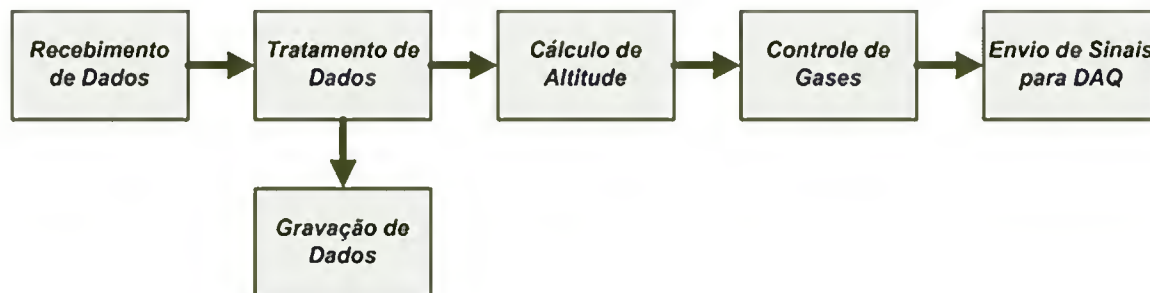 Recebimento
de Dados
Tratamento de
Dados
Cálculo de
Altitude
Controle de
Gases
Envio de Sinais
para DAQ
Gravação de
Dados